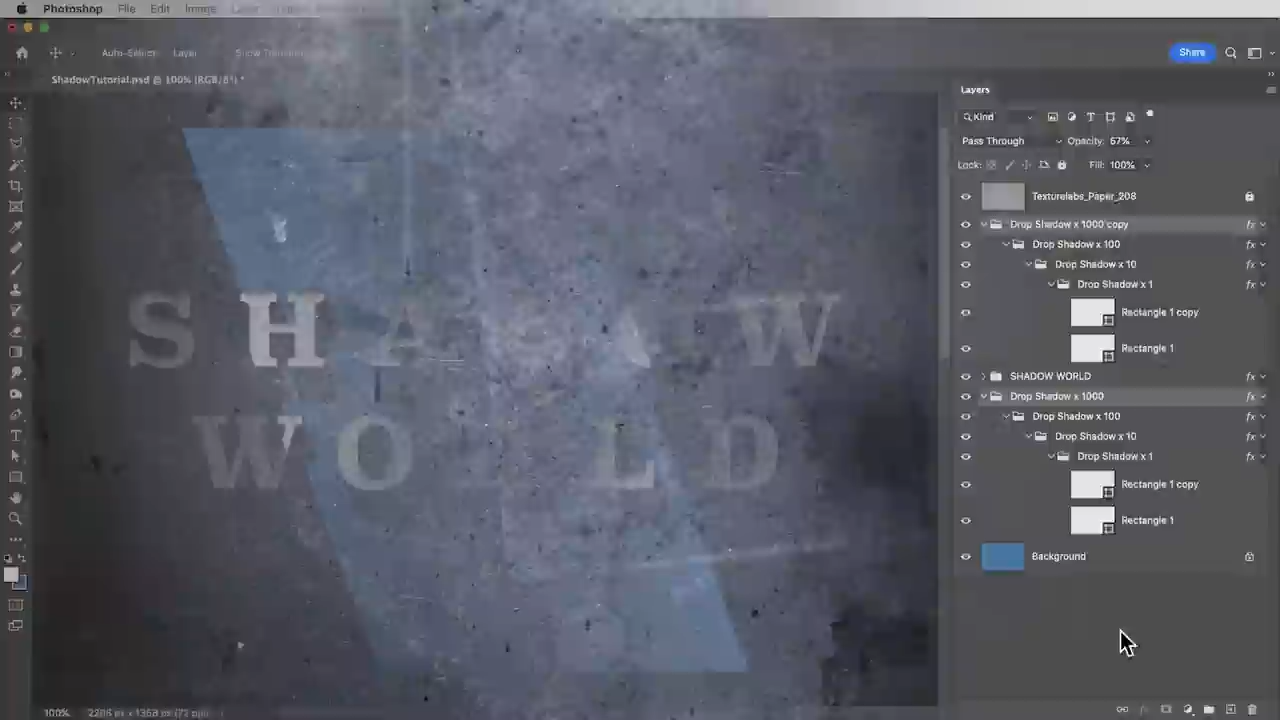 Photoshop File Edit Image Layer
Auto-Select: Layer Show Transform
Share
ShadowTutorial.psd @ 100% (RGB/8*) *
Layers
Kind
Pass Through Opacity: 67%
Lock: Fill: 100%
Texturelabs_Paper_208
Drop Shadow x 1000 copy
Drop Shadow x 100
Drop Shadow x 10
Drop Shadow x 1
Rectangle 1 copy
Rectangle 1
SHADOW WORLD
Drop Shadow x 1000
Drop Shadow x 100
Drop Shadow x 10
Drop Shadow x 1
Rectangle 1 copy
Rectangle 1
Background
SHADOW
WORLD
100%